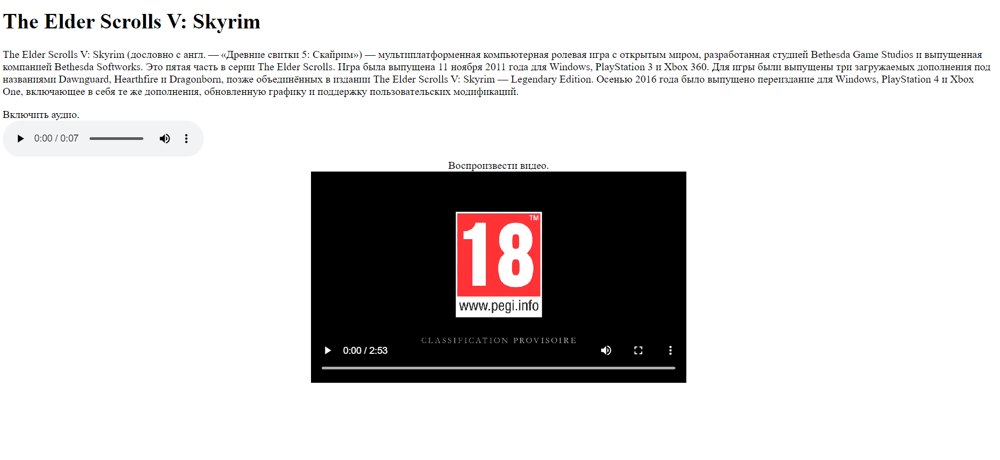 The Elder Scrolls V: Skyrim
The Elder Scrolls V: Skyrim (дословно с англ. — «Древние свитки 5: Скайрим») — мультиплатформенная компьютерная ролевая игра с открытым миром, разработанная студией Bethesda Game Studios и выпущенная
компанией Bethesda Softworks. Это пятая часть в серии The Elder Scrolls. Игра была выпущена 11 ноября 2011 года для Windows, PlayStation 3 и Xbox 360. Для игры были выпущены три загружаемых дополнения под
названиями Dawnguard, Hearthfire и Dragonborn, позже объединённых в издании The Elder Scrolls V: Skyrim — Legendary Edition. Осенью 2016 года было выпущено переиздание для Windows, PlayStation 4 и Xbox
One, включающее в себя те же дополнения, обновленную графику и поддержку пользовательских модификаций.
Включить аудио.
0:00 / 0:07
Воспроизвести видео.
TM
18
www.pegi.info
CLASSIFICATION PROVISOIRE
0:00 / 2:53